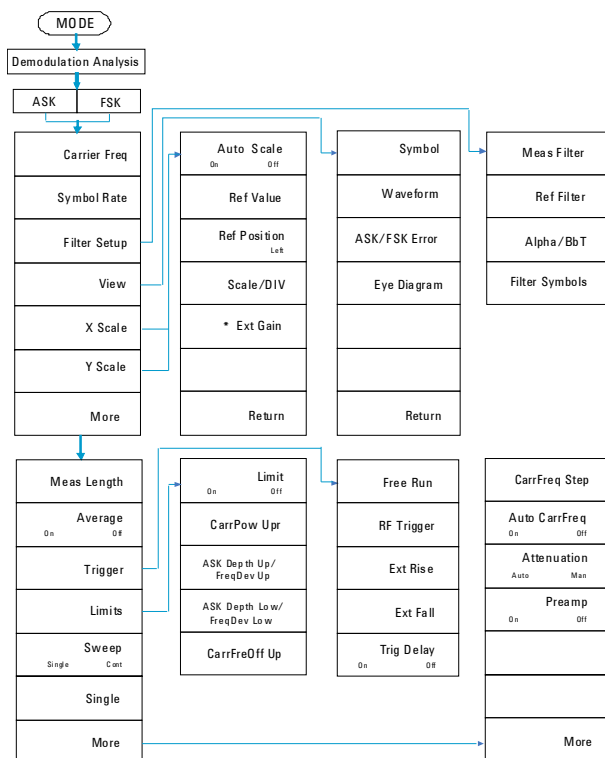 MODE
Demodulation Analysis
ASK
FSK
Carrier Freq
Symbol Rate
Filter Setup
View
X Scale
Y Scale
More
Auto Scale
On Off
Ref Value
Ref Position
Left
Scale/DIV
* Ext Gain
Return
Symbol
Waveform
ASK/FSK Error
Eye Diagram
Return
Meas Filter
Ref Filter
Alpha/BbT
Filter Symbols
Meas Length
Average
On Off
Trigger
Limits
Sweep
Single Cont
Single
More
Limit
On Off
CarrPow Upr
ASK Depth Up/
FreqDev Up
ASK Depth Low/
FreqDev Low
CarrFreOff Up
Free Run
RF Trigger
Ext Rise
Ext Fall
Trig Delay
On Off
CarrFreq Step
Auto CarrFreq
On Off
Attenuation
Auto Man
Preamp
On Off
More